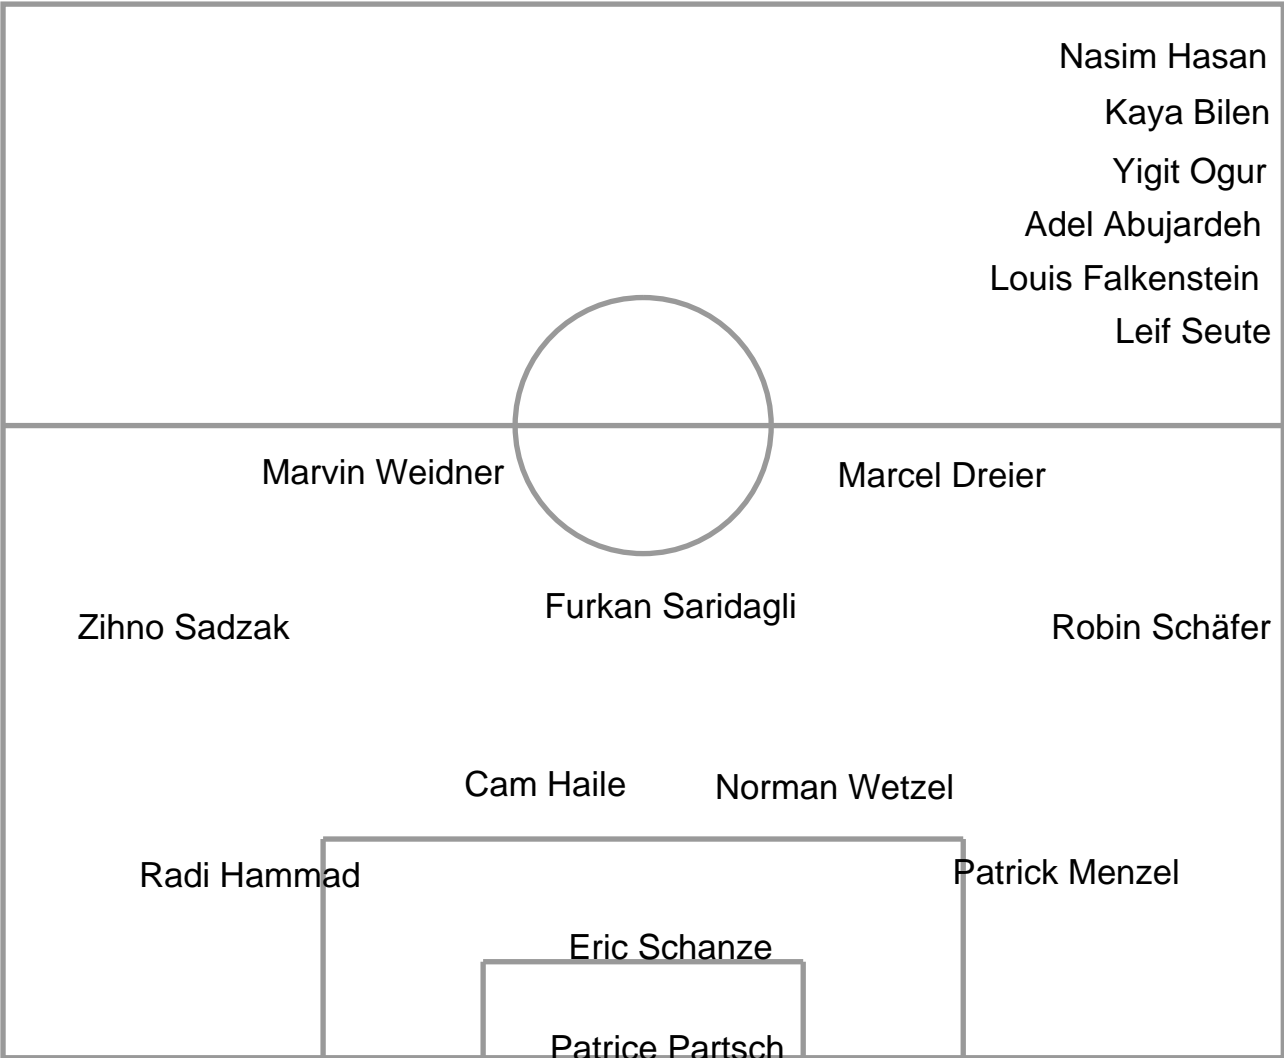 Nasim Hasan
Kaya Bilen
Yigit Ogur
Adel Abujardeh
Louis Falkenstein
Leif Seute
Marvin Weidner
Marcel Dreier
Furkan Saridagli
Zihno Sadzak
Robin Schäfer
Cam Haile
Norman Wetzel
Radi Hammad
Patrick Menzel
Eric Schanze
Patrice Partsch